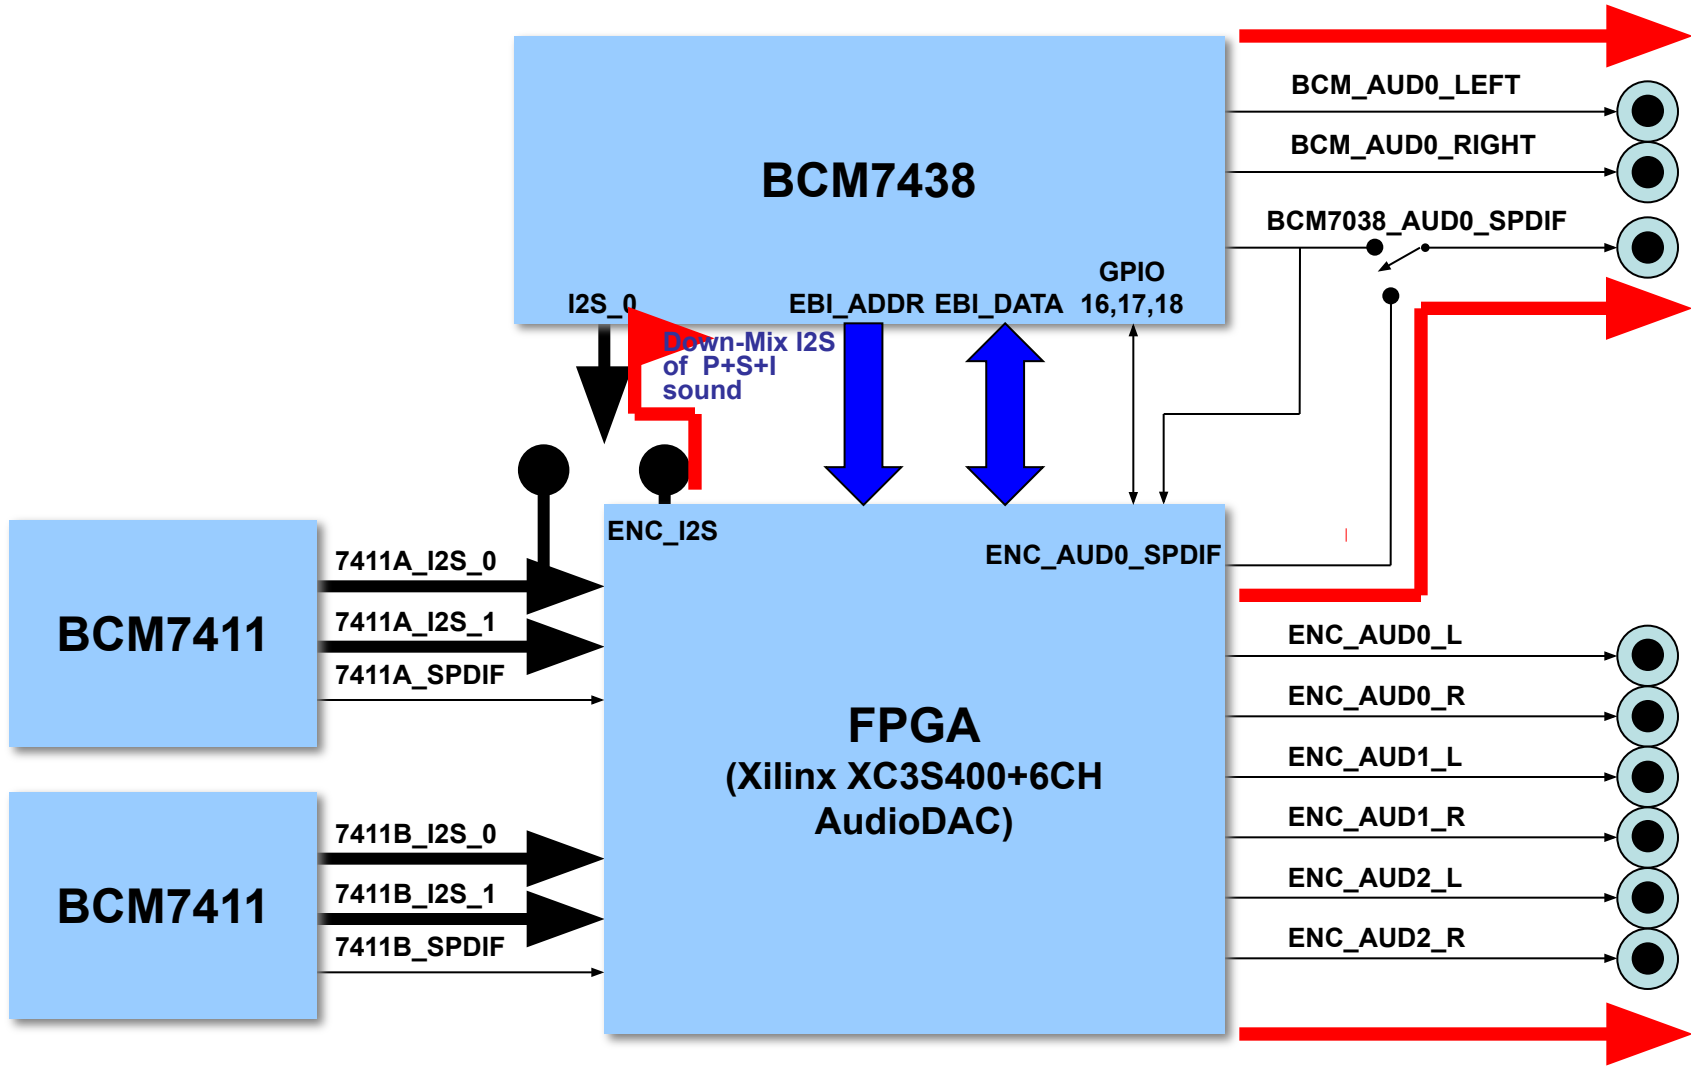 BCM_AUD0_LEFT
BCM_AUD0_RIGHT
BCM7438
BCM7038_AUD0_SPDIF
GPIO
I2S_0
EBI_ADDR
EBI_DATA
16,17,18
Down-Mix I2S
of P+S+I
sound
ENC_I2S
ENC_AUD0_SPDIF
7411A_I2S_0
7411A_I2S_1
BCM7411
7411A_SPDIF
ENC_AUD0_L
ENC_AUD0_R
FPGA
(Xilinx XC3S400+6CH
AudioDAC)
ENC_AUD1_L
ENC_AUD1_R
7411B_I2S_0
7411B_I2S_1
BCM7411
7411B_SPDIF
ENC_AUD2_L
ENC_AUD2_R